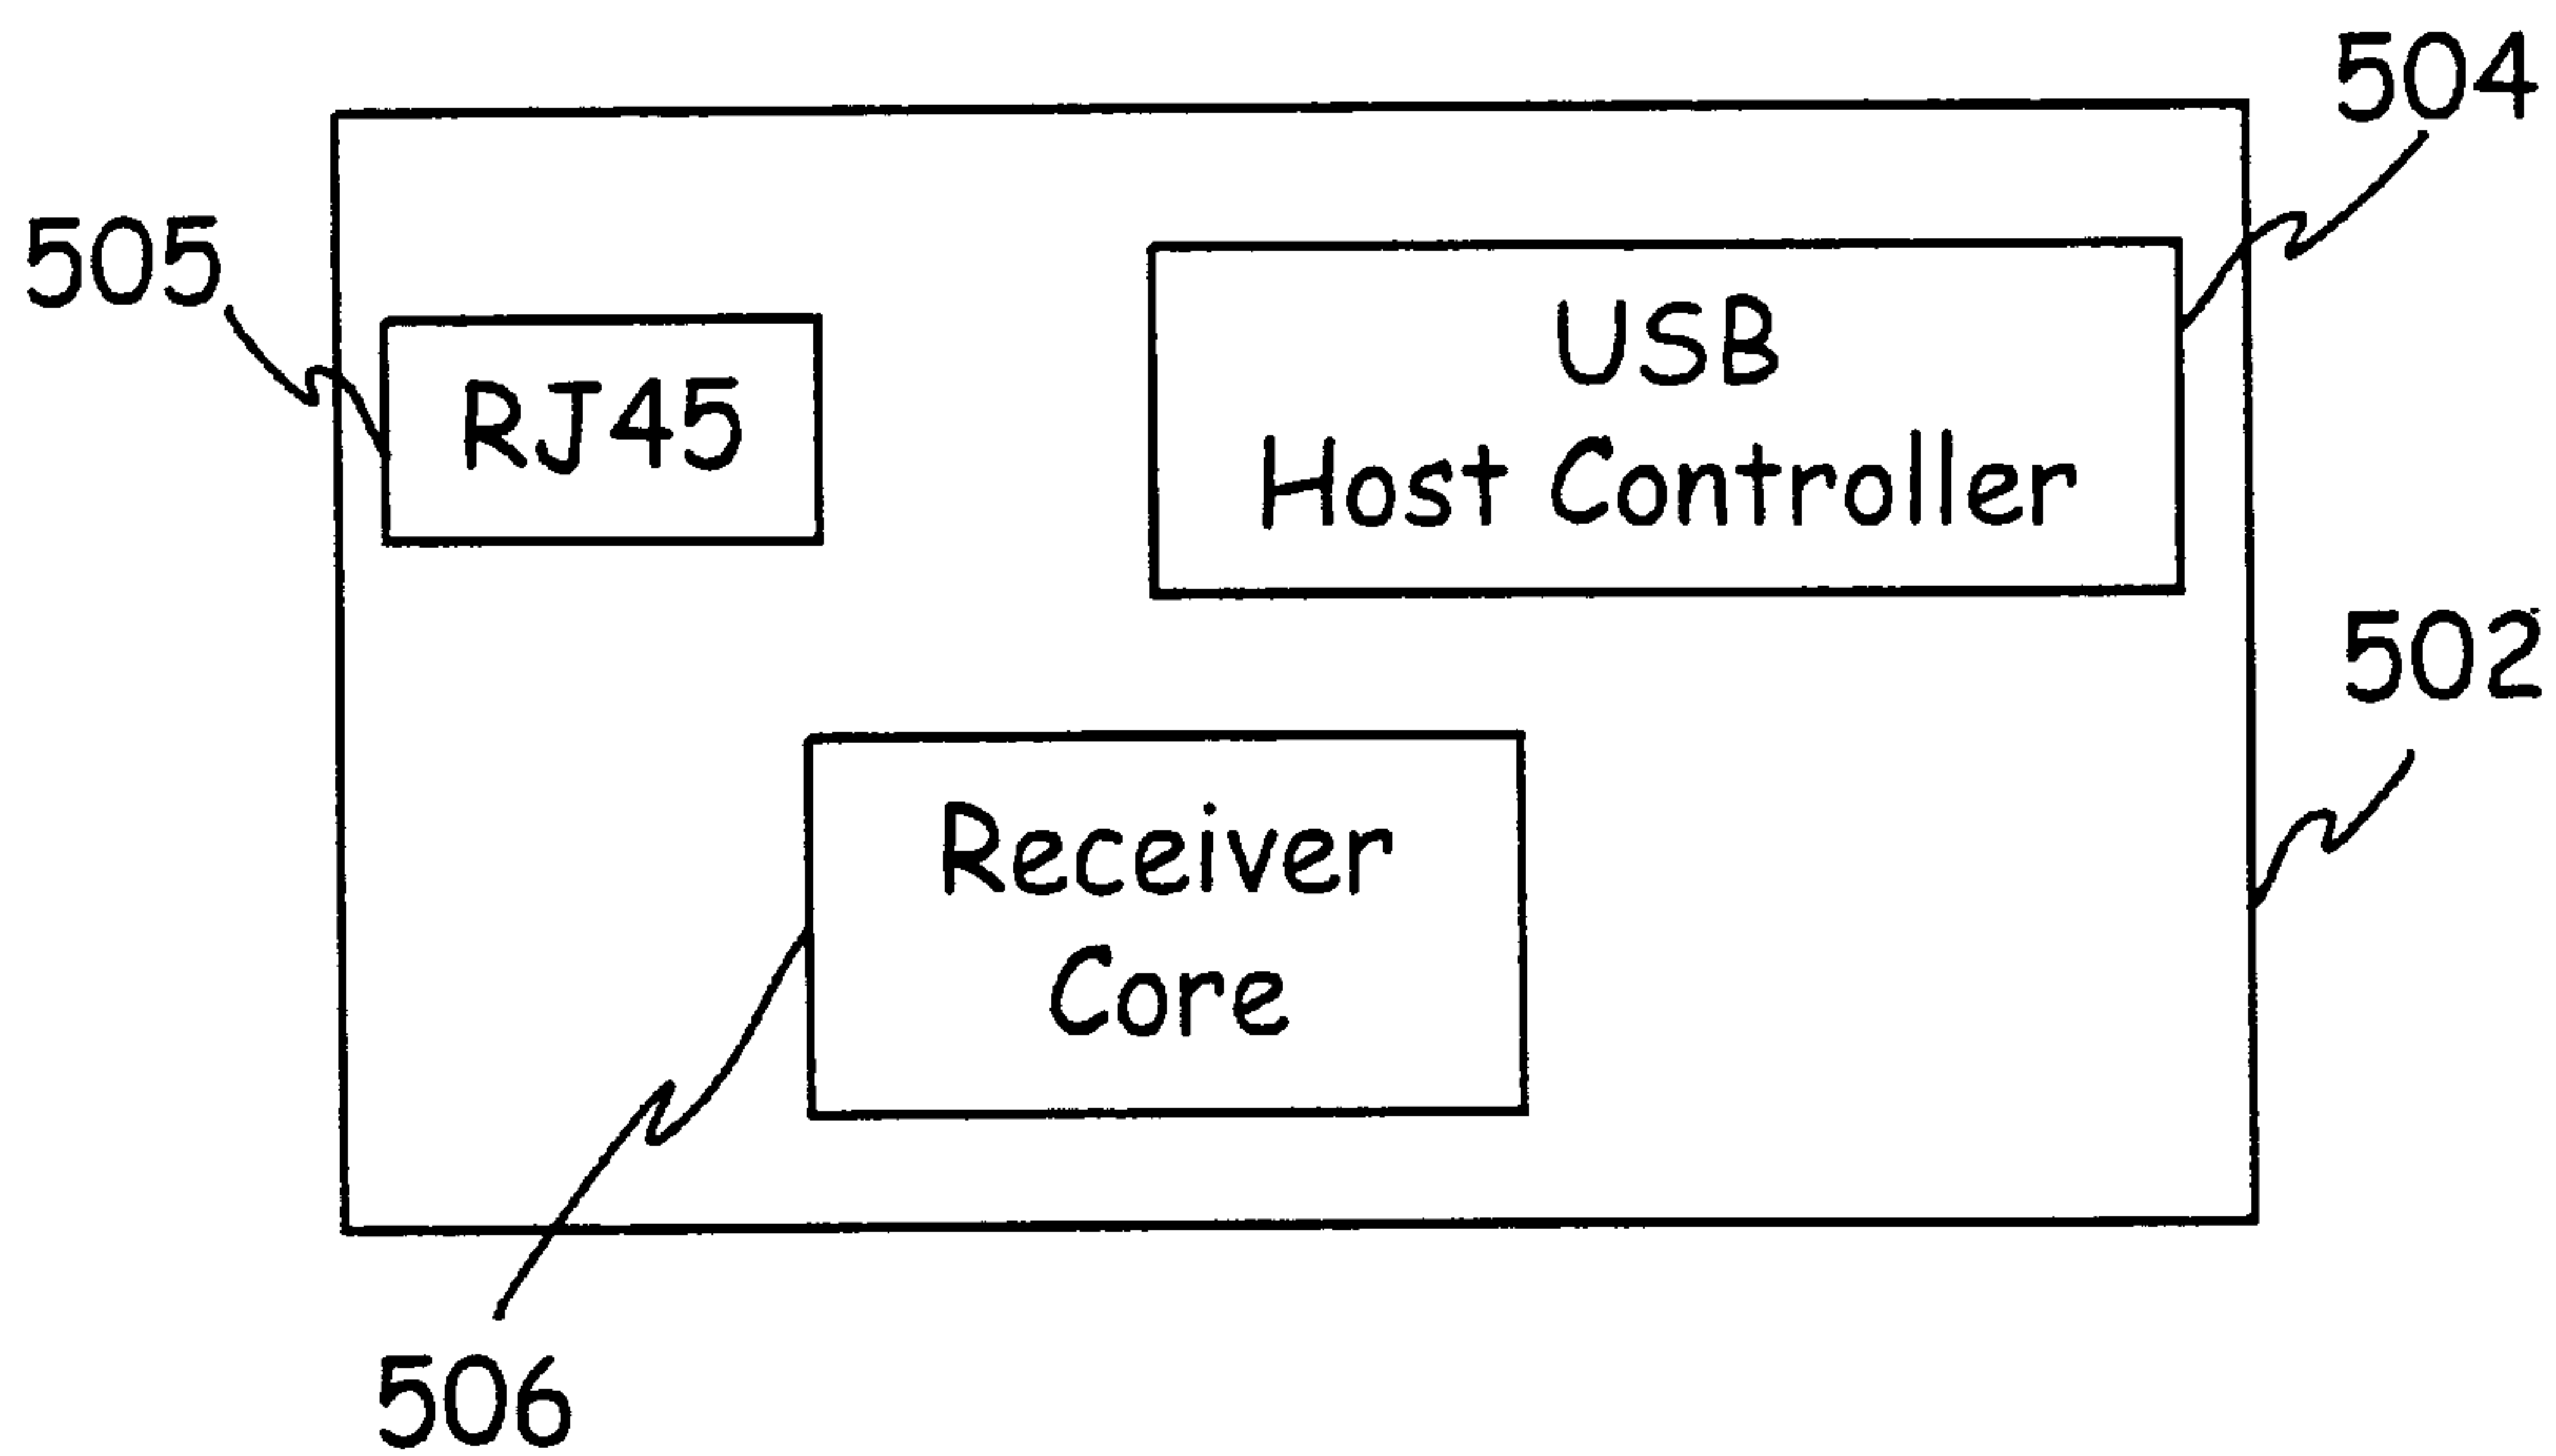 504
505
USB
Host Controller
RJ45
502
Receiver
Core
506